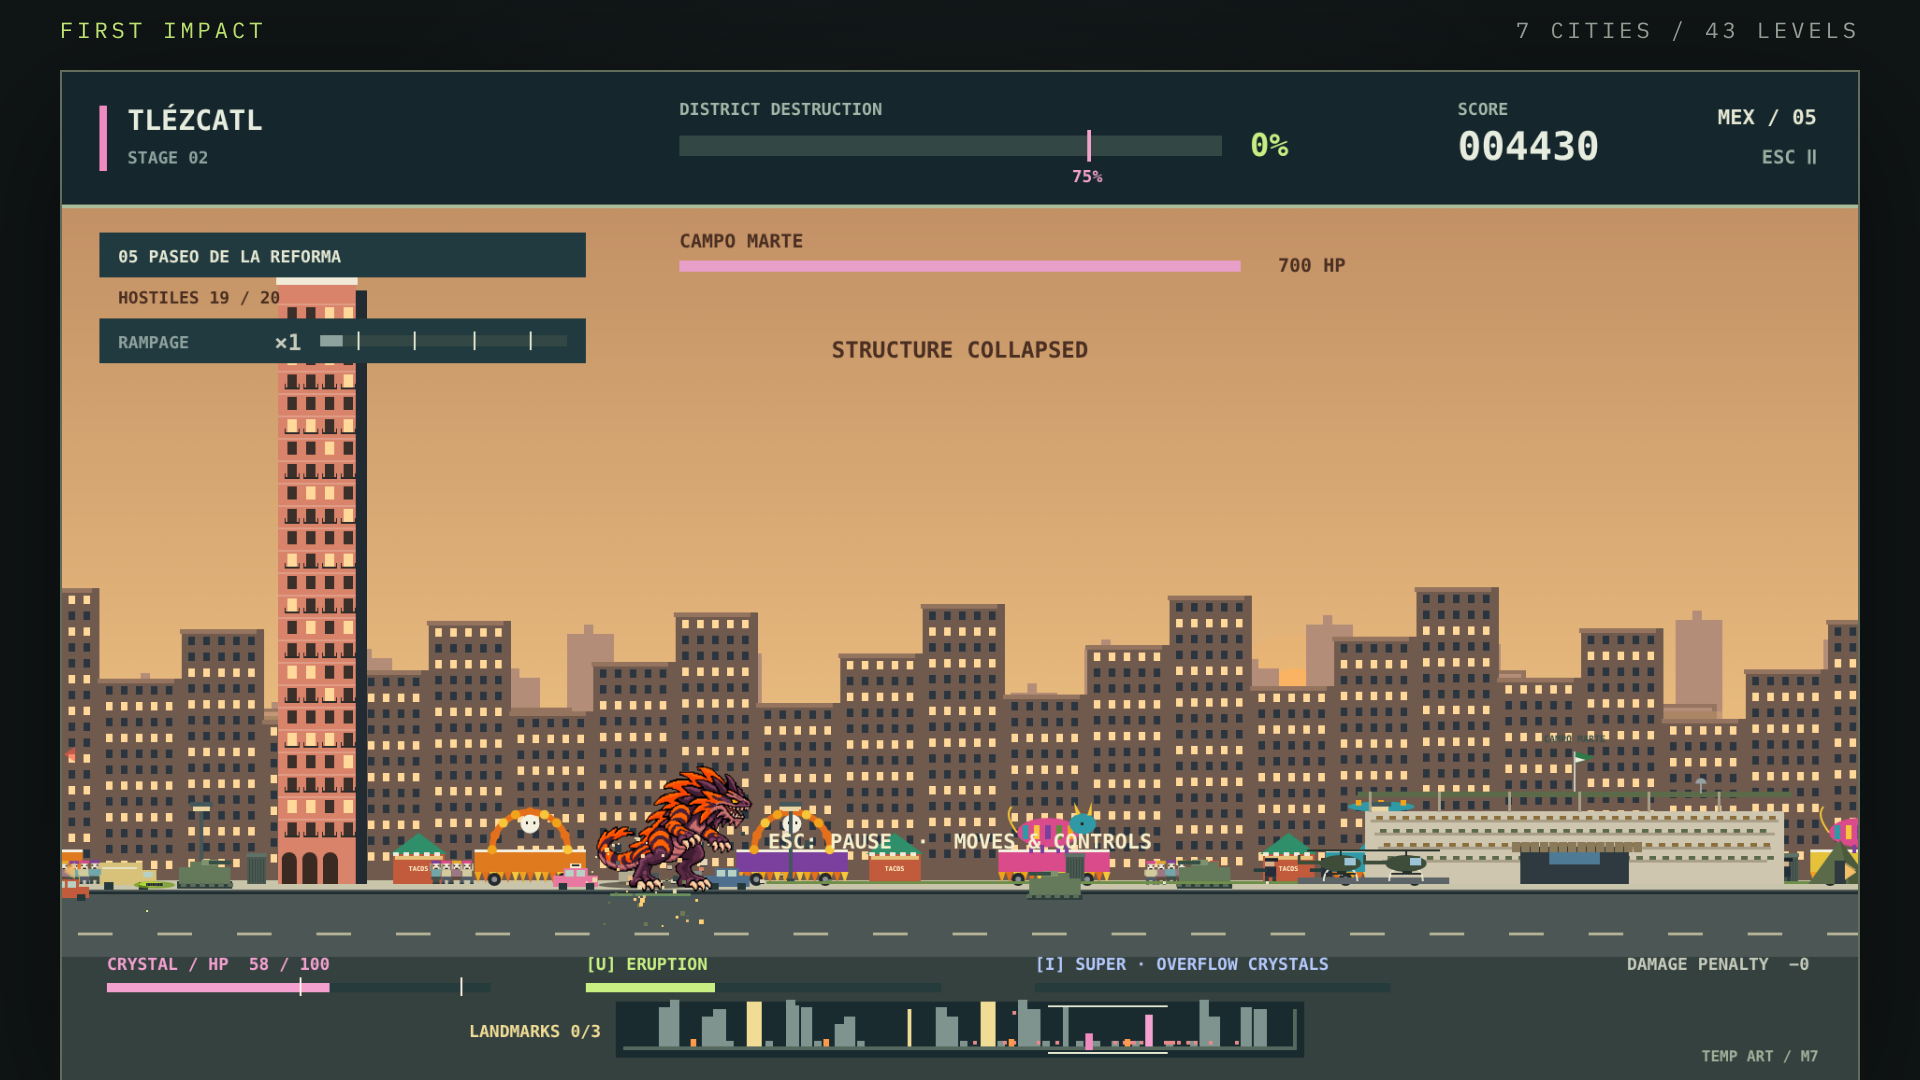 FIRST IMPACT
7 CITIES / 43 LEVELS
TLÉZCATL
STAGE 02
DISTRICT DESTRUCTION
0%
75%
SCORE
004430
MEX / 05
ESC II
05 PASEO DE LA REFORMA
HOSTILES 19 / 20
RAMPAGE ×1
CAMPO MARTE
700 HP
STRUCTURE COLLAPSED
ESC: PAUSE · MOVES & CONTROLS
TACOS
TACOS
TACOS
CRYSTAL / HP 58 / 100
[U] ERUPTION
[I] SUPER · OVERFLOW CRYSTALS
DAMAGE PENALTY −0
LANDMARKS 0/3
TEMP ART / M7